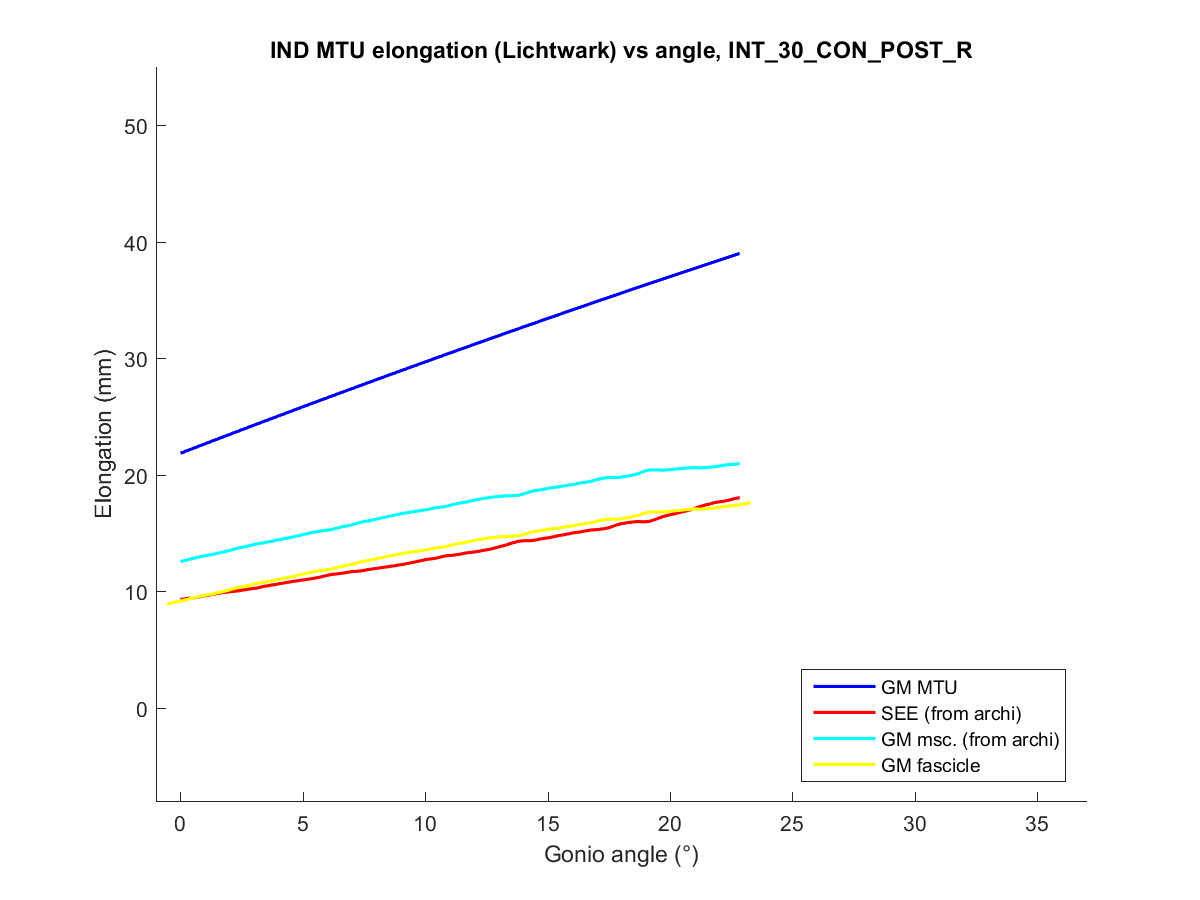 IND MTU elongation (Lichtwark) vs angle, INT_30_CON_POST_R
50
40
30
20
10
0
Elongation (mm)
0 5 10 15 20 25 30 35
Gonio angle (°)
GM MTU
SEE (from archi)
GM msc. (from archi)
GM fascicle